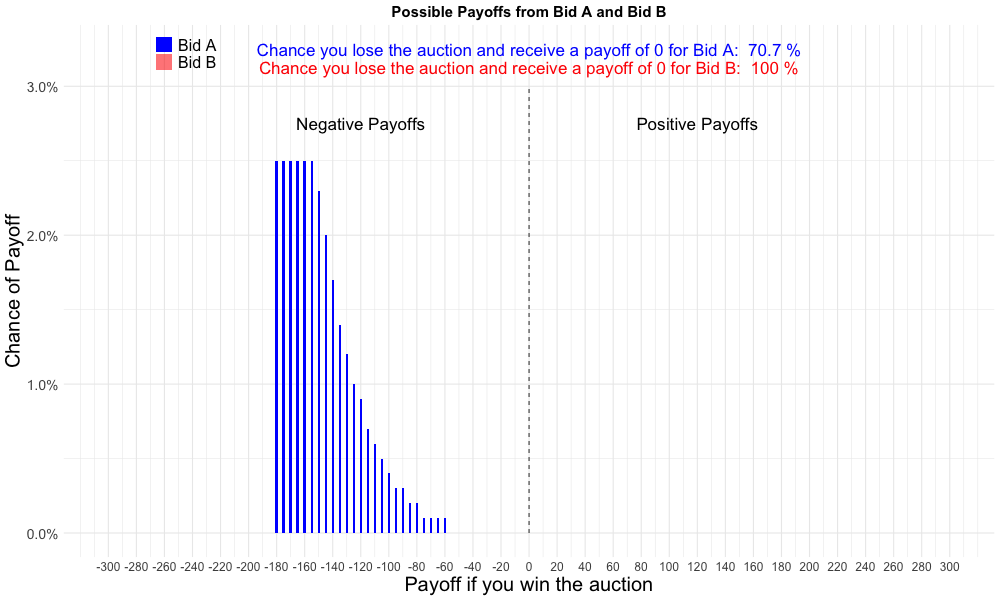 Possible Payoffs from Bid A and Bid B
Bid A
Bid B
Chance you lose the auction and receive a payoff of 0 for Bid A:  70.7 %
Chance you lose the auction and receive a payoff of 0 for Bid B:  100 %
Negative Payoffs
Positive Payoffs
Chance of Payoff
3.0%
2.0%
1.0%
0.0%
-300 -280 -260 -240 -220 -200 -180 -160 -140 -120 -100 -80 -60 -40 -20 0 20 40 60 80 100 120 140 160 180 200 220 240 260 280 300
Payoff if you win the auction